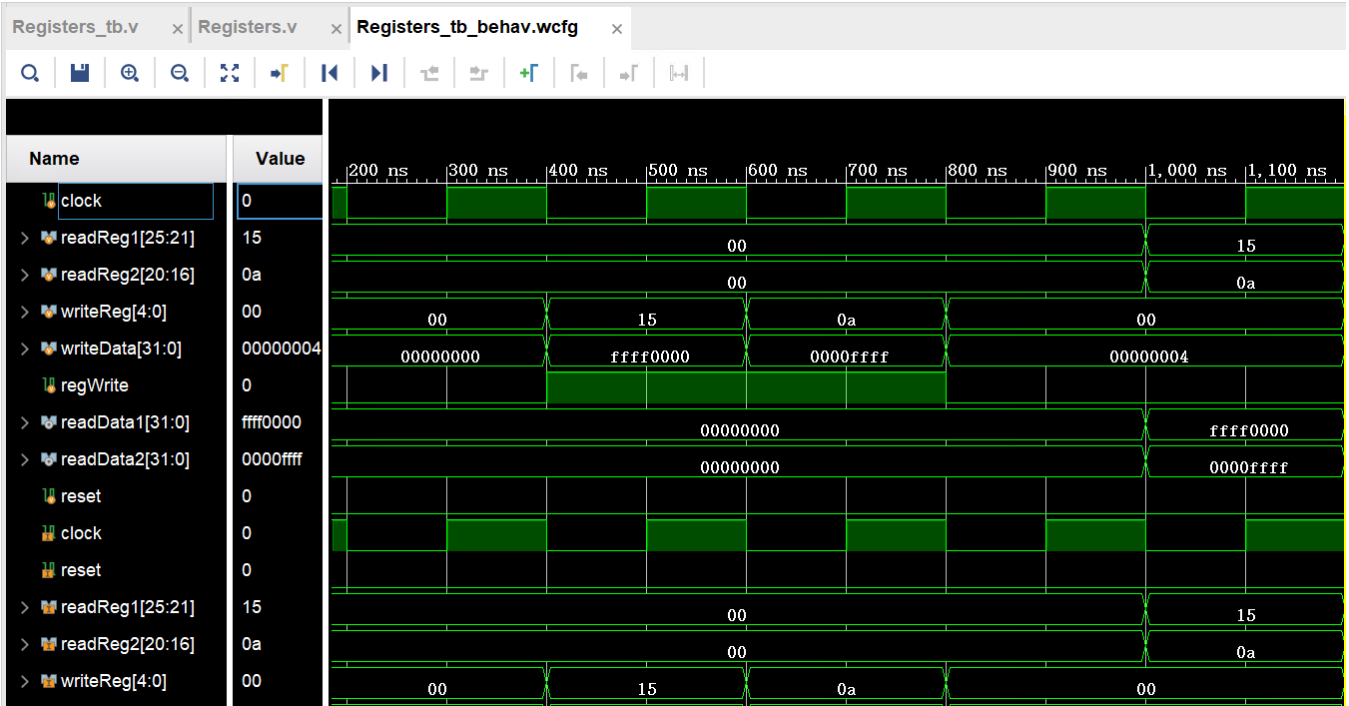 Registers_tb.v × Registers.v × Registers_tb_behav.wcfg ×
Name Value
200 ns 300 ns 400 ns 500 ns 600 ns 700 ns 800 ns 900 ns 1,000 ns 1,100 ns
clock 0
readReg1[25:21] 15 00 15
readReg2[20:16] 0a 00 0a
writeReg[4:0] 00 00 15 0a 00
writeData[31:0] 00000004 00000000 ffff0000 0000ffff 00000004
regWrite 0
readData1[31:0] ffff0000 00000000 ffff0000
readData2[31:0] 0000ffff 00000000 0000ffff
reset 0
clock 0
reset 0
readReg1[25:21] 15 00 15
readReg2[20:16] 0a 00 0a
writeReg[4:0] 00 00 15 0a 00